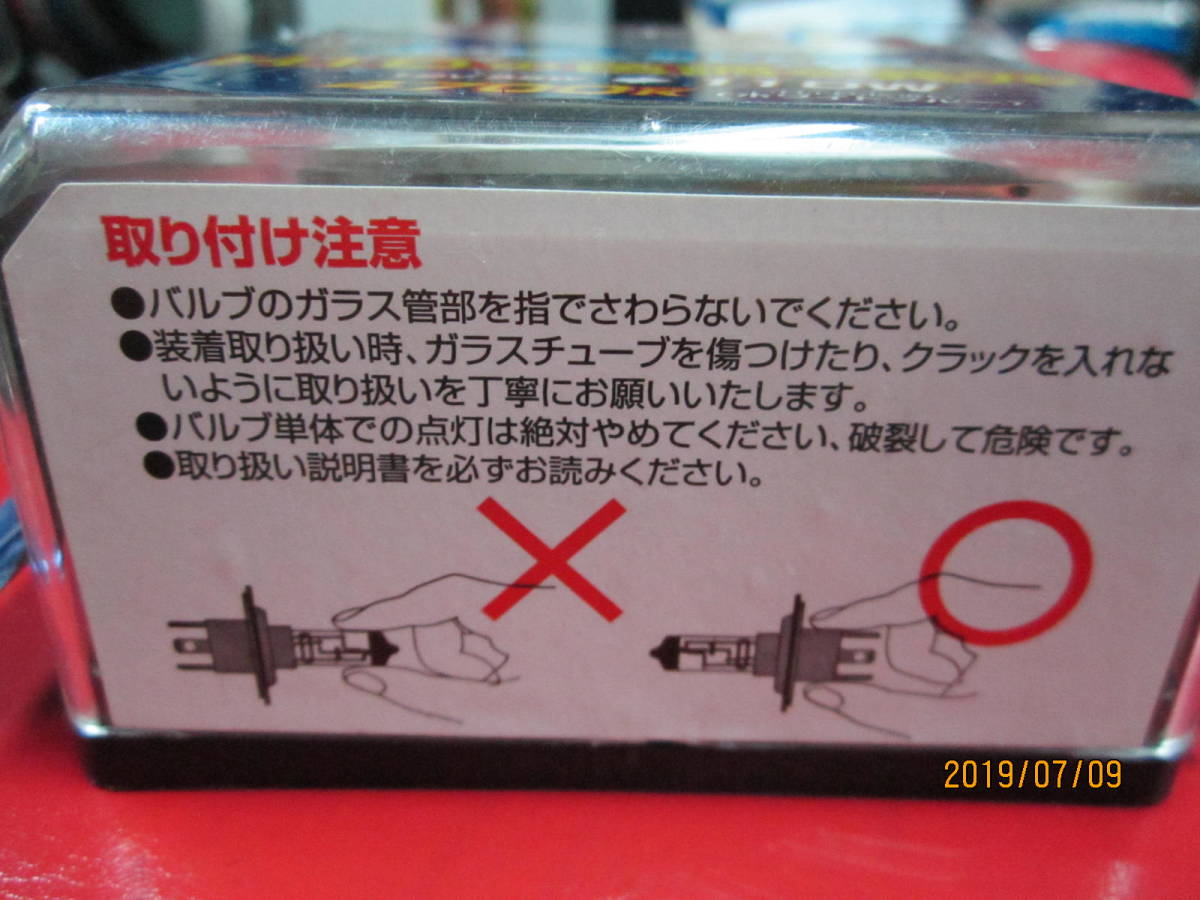 取り付け注意
●バルブのガラス管部を指でさわらないでください。
●装着取り扱い時、ガラスチューブを傷つけたり、クラックを入れな
いように取り扱いを丁寧にお願いいたします。
●バルブ単体での点灯は絶対やめてください、破裂して危険です。
●取り扱い説明書を必ずお読みください。
2019/07/09